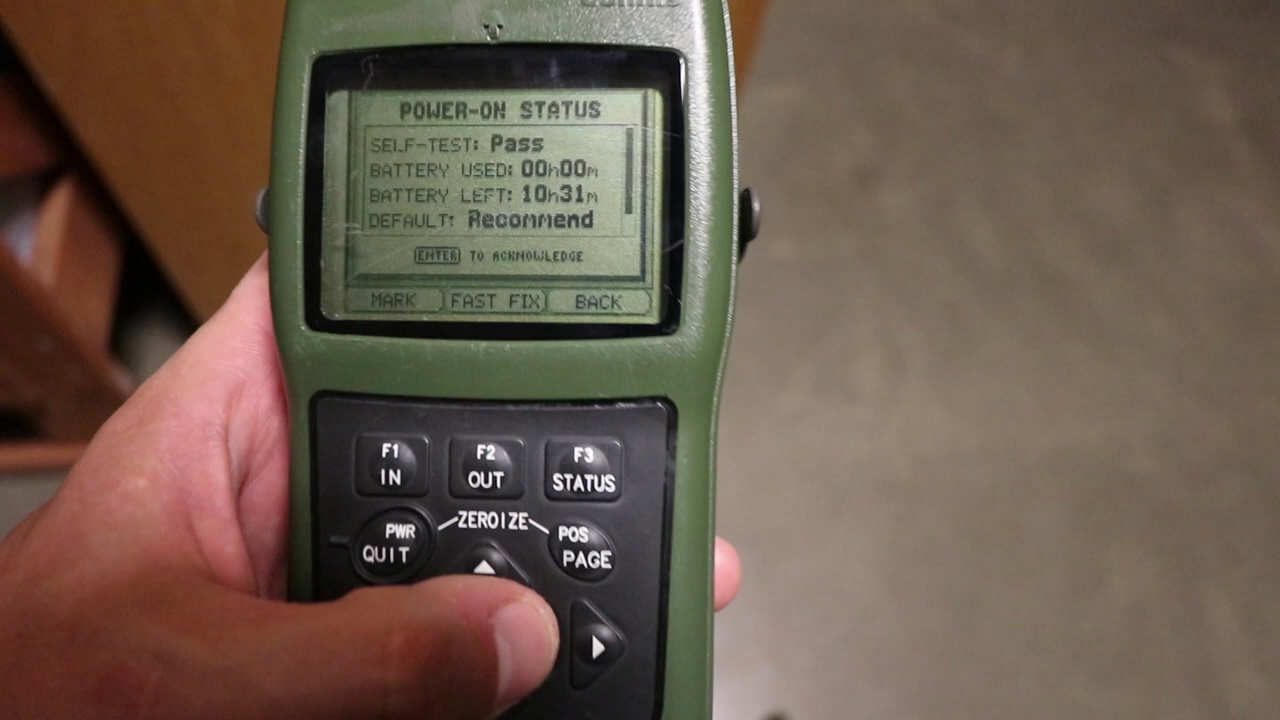 POWER-ON STATUS
SELF-TEST: Pass
BATTERY USED: 00h00m
BATTERY LEFT: 10h31m
DEFAULT: Recommend
ENTER TO ACKNOWLEDGE
MARK FAST FIX BACK
F1 F2 F3
IN OUT STATUS
ZEROIZE
PWR POS
QUIT PAGE